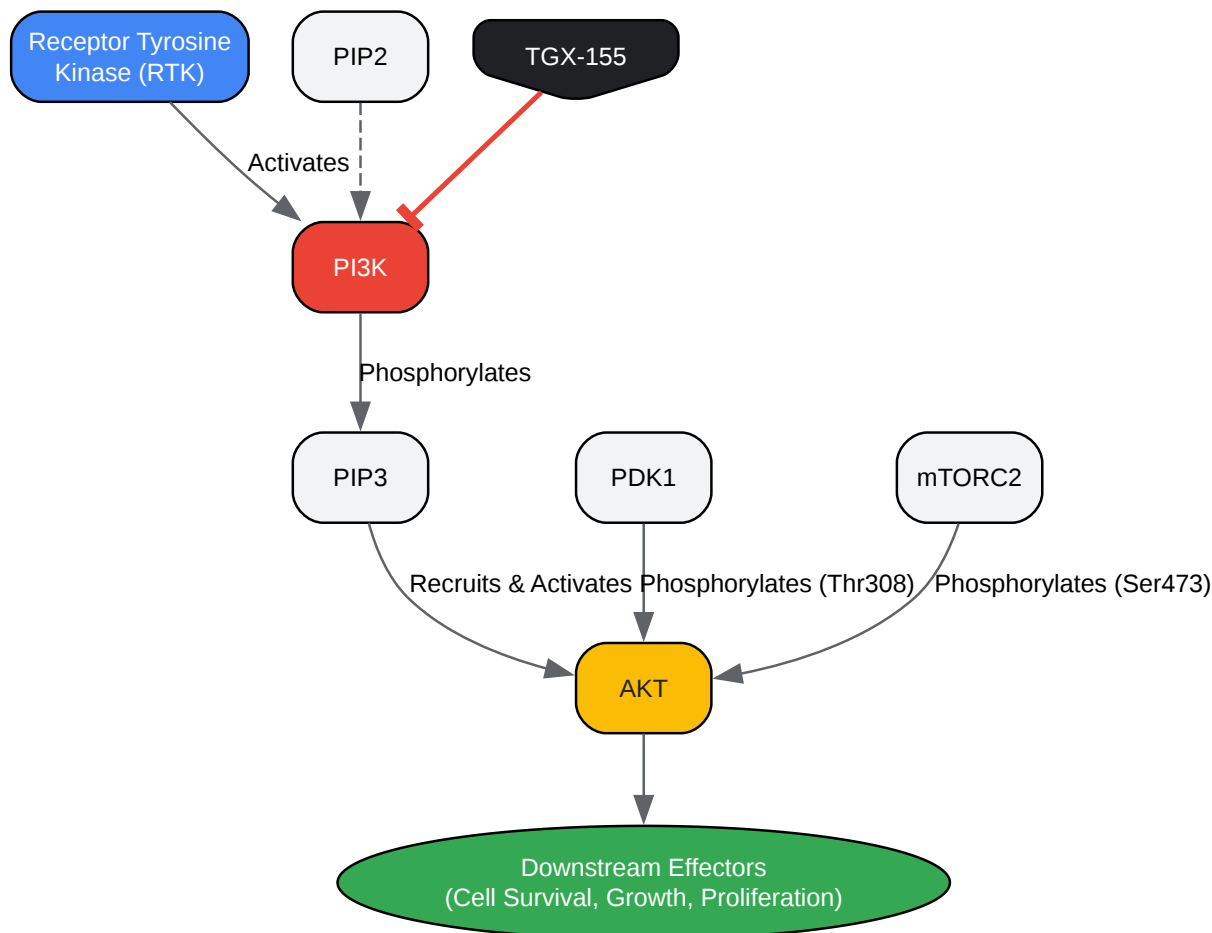 Receptor Tyrosine
Kinase (RTK)
PIP2
TGX-155
Activates
PI3K
Phosphorylates
PIP3
PDK1
mTORC2
Recruits & Activates
Phosphorylates (Thr308)
Phosphorylates (Ser473)
AKT
Downstream Effectors
(Cell Survival, Growth, Proliferation)